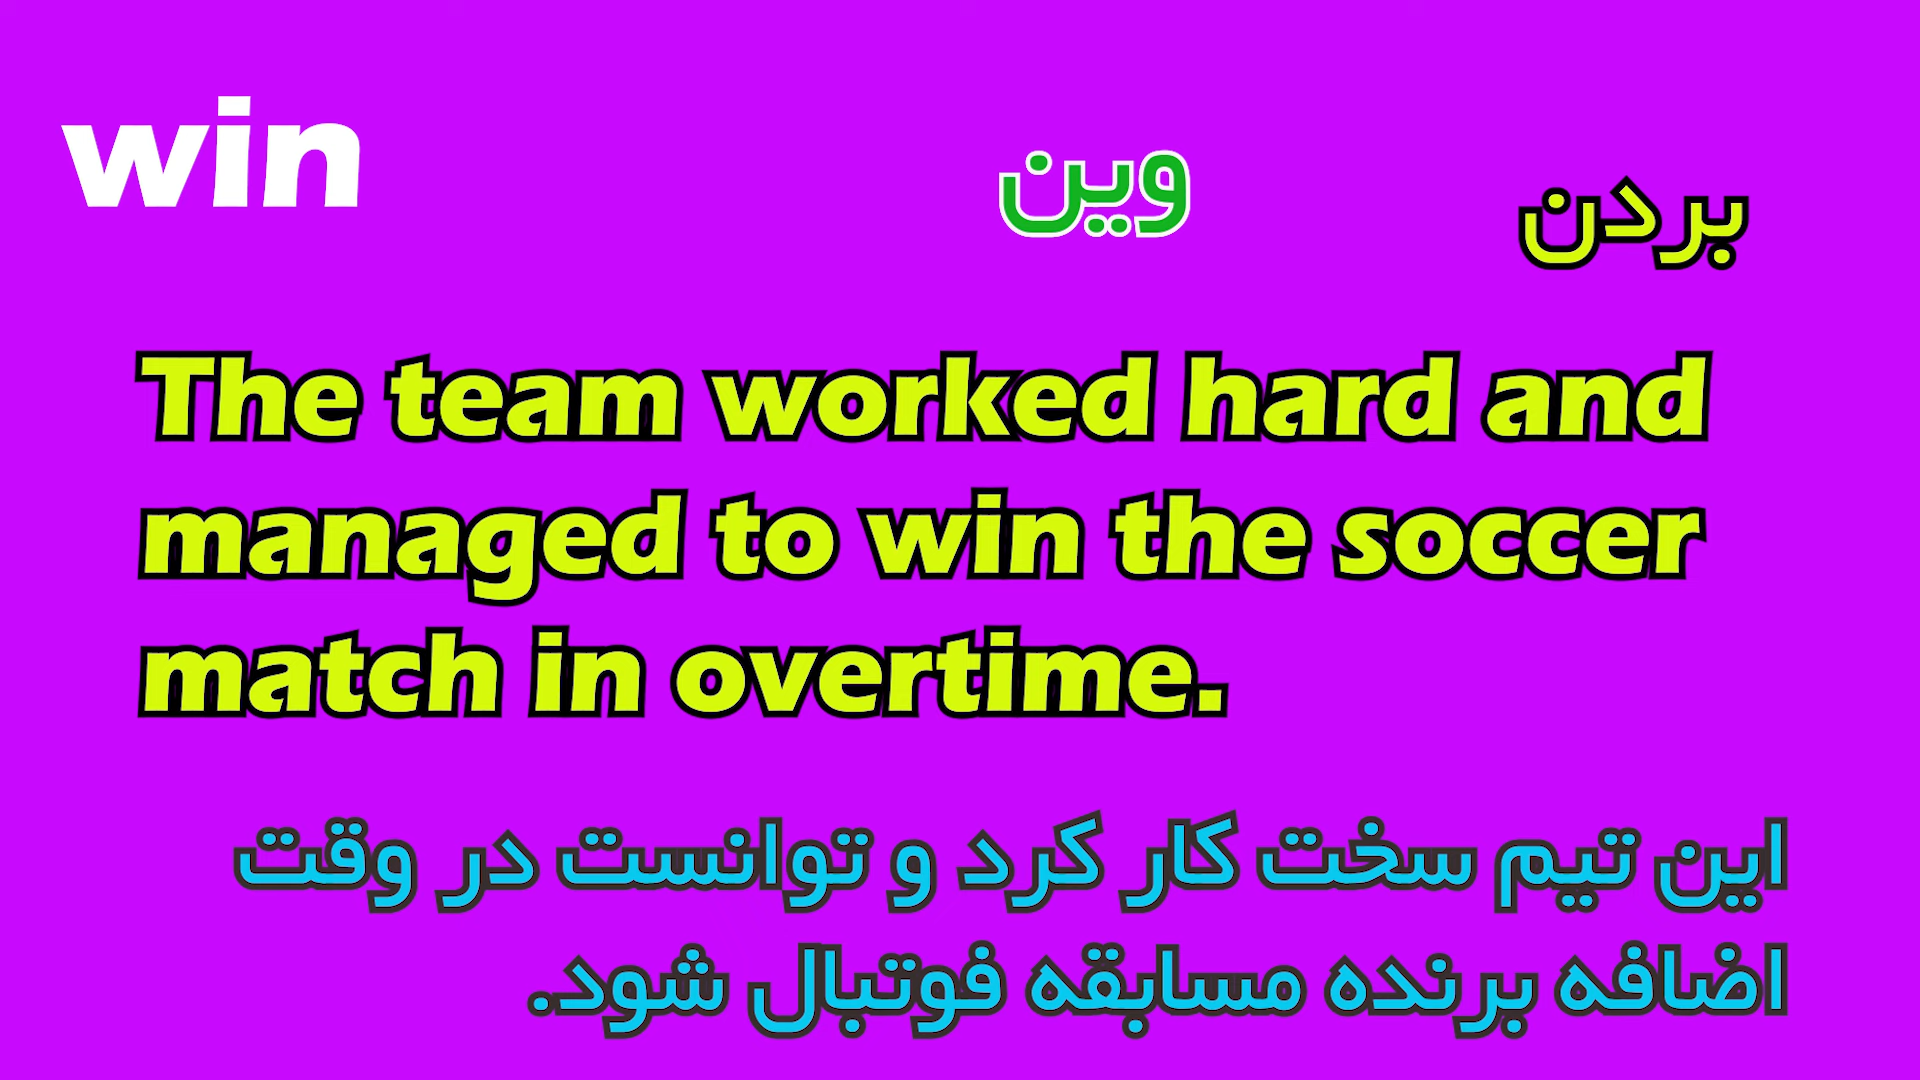 win
وین
بردن
The team worked hard and
managed to win the soccer
match in overtime.
این تیم سخت کار کرد و توانست در وقت
اضافه برنده مسابقه فوتبال شود.